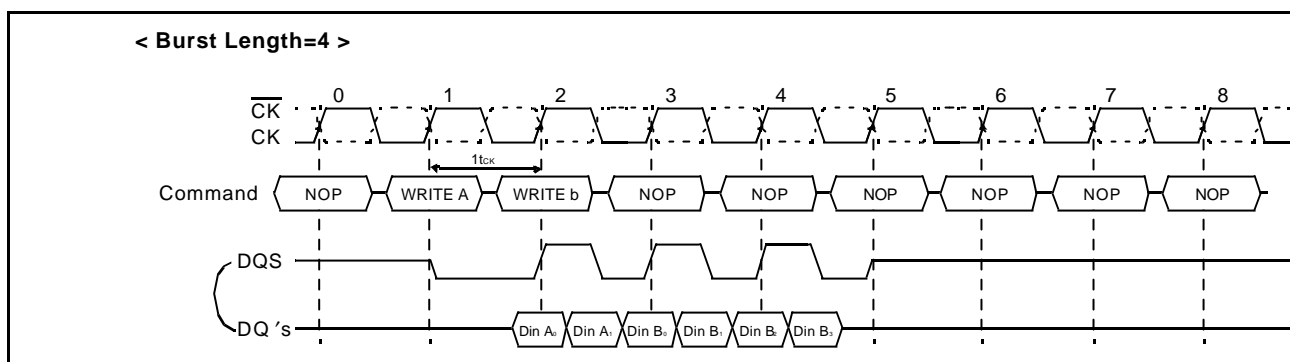 < Burst Length=4 >
0 1 2 3 4 5 6 7 8
CK
CK
1tCK
Command NOP WRITE A WRITE b NOP NOP NOP NOP NOP NOP
DQS
DQ 's Din A0 Din A1 Din B0 Din B1 Din B2 Din B3